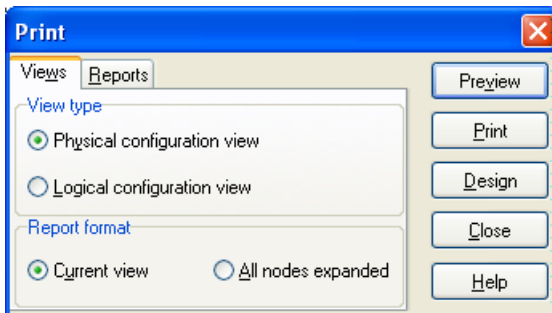 Print
Views Reports
View type
Physical configuration view
Logical configuration view
Report format
Current view All nodes expanded
Preview
Print
Design
Close
Help